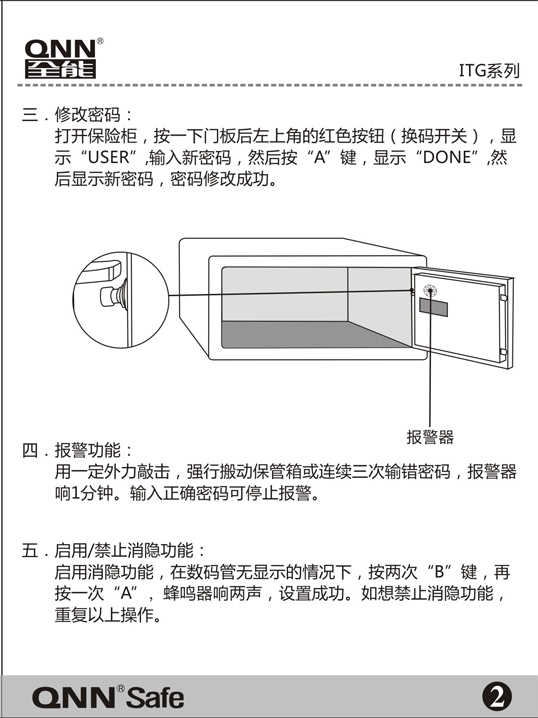 QNN®
全能
ITG系列
三．修改密码：
打开保险柜，按一下门板后左上角的红色按钮（换码开关），显
示“USER”,输入新密码，然后按“A”键，显示“DONE”,然
后显示新密码，密码修改成功。
报警器
四．报警功能：
用一定外力敲击，强行搬动保管箱或连续三次输错密码，报警器
响1分钟。输入正确密码可停止报警。
五．启用/禁止消隐功能：
启用消隐功能，在数码管无显示的情况下，按两次“B”键，再
按一次“A”，蜂鸣器响两声，设置成功。如想禁止消隐功能，
重复以上操作。
QNN®Safe
2